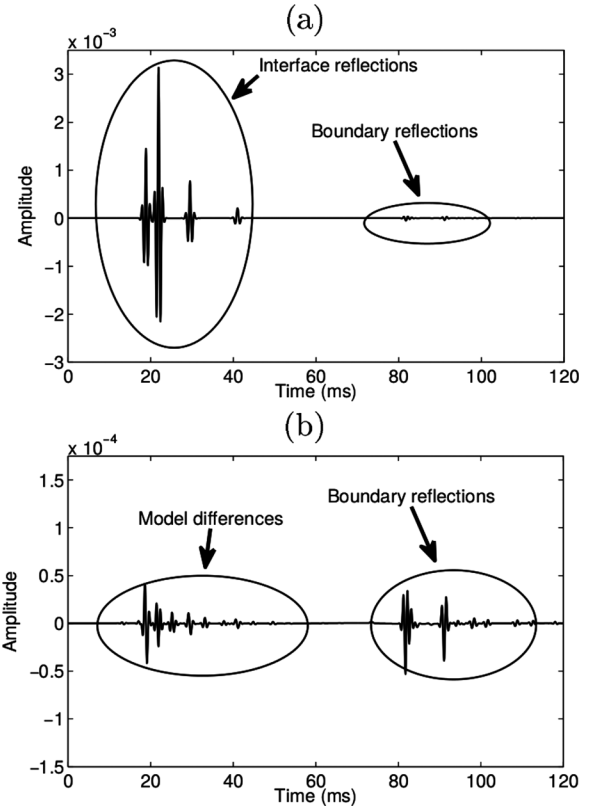 (a)
x 10⁻³
Interface reflections
Boundary reflections
3
2
1
0
−1
−2
−3
Amplitude
0 20 40 60 80 100 120
Time (ms)
(b)
x 10⁻⁴
Boundary reflections
Model differences
1.5
1
0.5
0
−0.5
−1
−1.5
Amplitude
0 20 40 60 80 100 120
Time (ms)